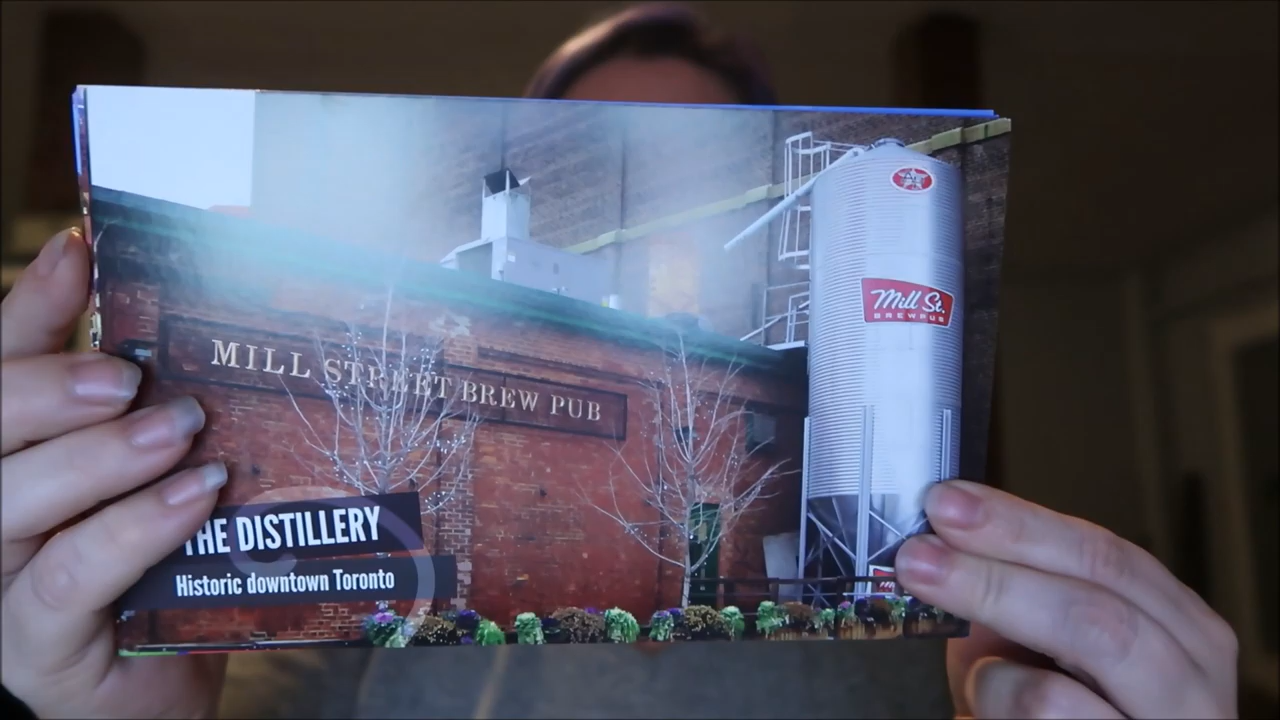 MILL STREET BREW PUB
Mill St.
BREWPUB
THE DISTILLERY
Historic downtown Toronto